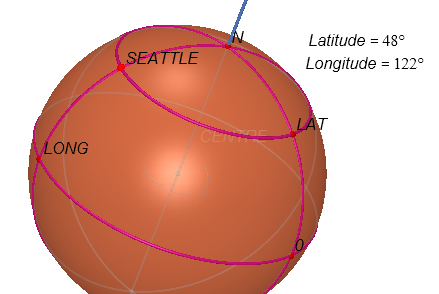 N
Latitude = 48°
SEATTLE
Longitude = 122°
LAT
CENTRE
LONG
0